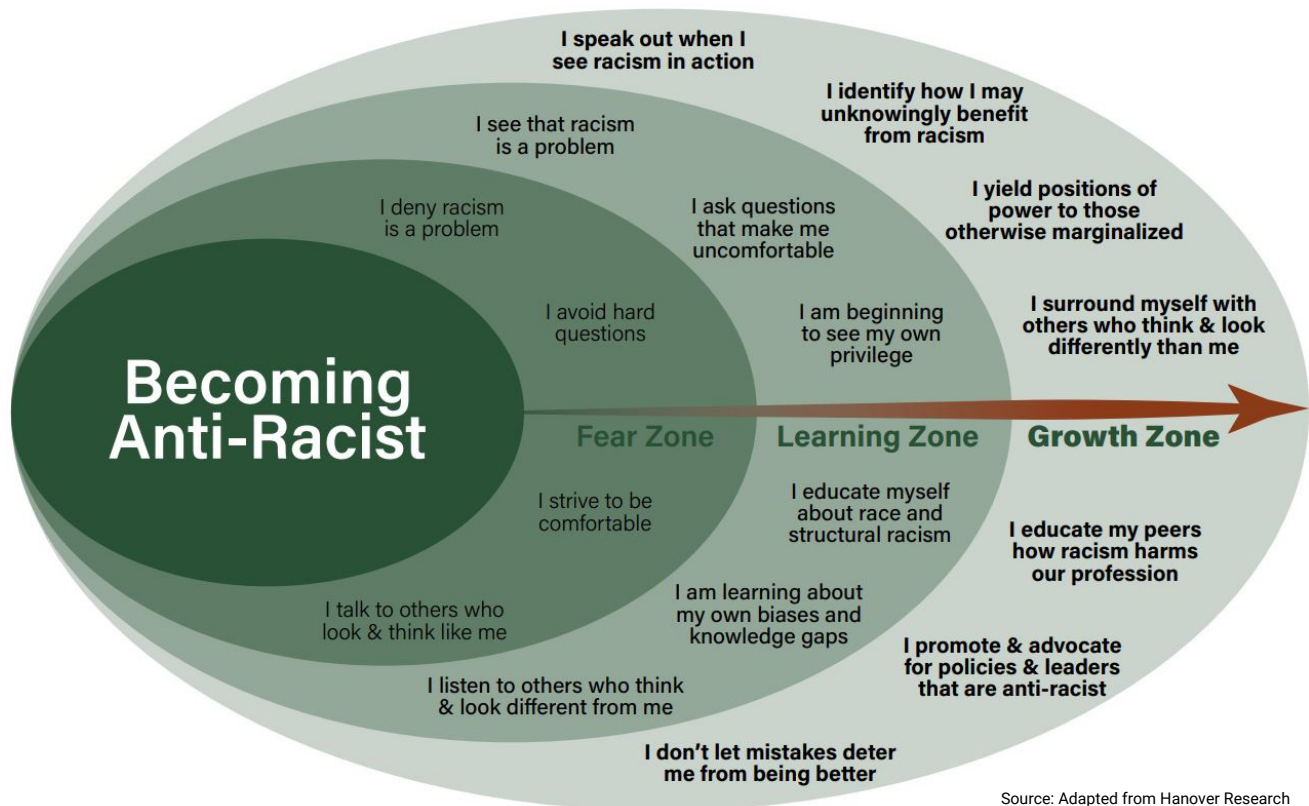 I speak out when I
see racism in action
I identify how I may
unknowingly benefit
from racism
I see that racism
is a problem
I yield positions of
power to those
otherwise marginalized
I deny racism
is a problem
I ask questions
that make me
uncomfortable
I surround myself with
others who think & look
differently than me
I avoid hard
questions
I am beginning
to see my own
privilege
Becoming
Anti-Racist
Fear Zone
Learning Zone
Growth Zone
I strive to be
comfortable
I educate myself
about race and
structural racism
I educate my peers
how racism harms
our profession
I talk to others who
look & think like me
I am learning about
my own biases and
knowledge gaps
I promote & advocate
for policies & leaders
that are anti-racist
I listen to others who think
& look different from me
I don't let mistakes deter
me from being better
Source: Adapted from Hanover Research